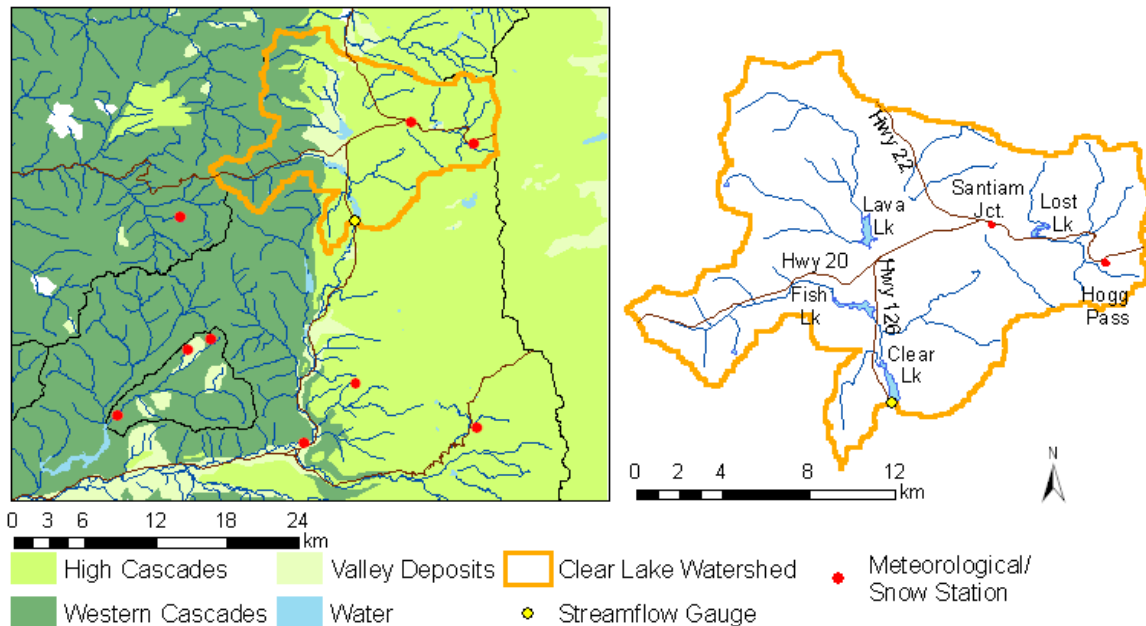 Hwy 22
Santiam
Jct.
Lost
Lk
Lava
Lk
Hwy 20
Hwy 126
Fish
Lk
Hogg
Pass
Clear
Lk
N
0 2 4 8 12
km
0 3 6 12 18 24
km
High Cascades
Valley Deposits
Clear Lake Watershed
Meteorological/
Snow Station
Western Cascades
Water
Streamflow Gauge